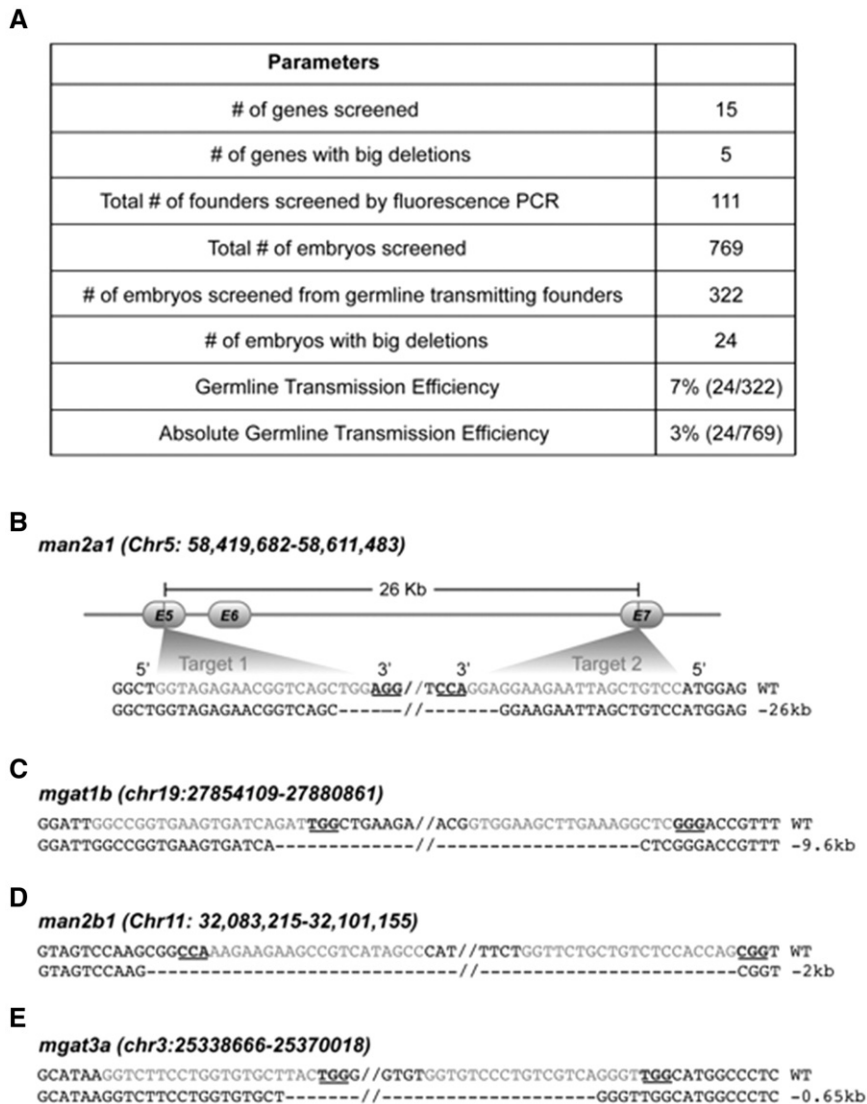 A
Parameters
# of genes screened 15
# of genes with big deletions 5
Total # of founders screened by fluorescence PCR 111
Total # of embryos screened 769
# of embryos screened from germline transmitting founders 322
# of embryos with big deletions 24
Germline Transmission Efficiency 7% (24/322)
Absolute Germline Transmission Efficiency 3% (24/769)
B
man2a1 (Chr5: 58,419,682-58,611,483)
26 Kb
E5 E6 E7
5' Target 1 3' 3' Target 2 5'
GGCTGGTAGAGAACGGTCAGCTGGAGG//TCCAGGAGGAAGAATTAGCTGTCCATGGAG WT
GGCTGGTAGAGAACGGTCAGC------//-------GGAAGAATTAGCTGTCCATGGAG -26kb
C
mgat1b (chr19:27854109-27880861)
GGATTGGCCGGTGAAGTGATCAGATTGGCTGAAGA//ACGGTGGAAGCTTGAAAGGCTCGGGACCGTTT WT
GGATTGGCCGGTGAAGTGATCA-------------//-----------------CTCGGGACCGTTT -9.6kb
D
man2b1 (Chr11: 32,083,215-32,101,155)
GTAGTCCAAGCGGCCAAAGAAGAAGCCGTCATAGCCCAT//TTCTGGTTCTGCTGTCTCCACCAGCGGT WT
GTAGTCCAAG-----------------------------//------------------------CGGT -2kb
E
mgat3a (chr3:25338666-25370018)
GCATAAGGTCTTCCTGGTGTGCTTACTGGG//GTGTGGTGTCCCTGTCGTCAGGGTTGGCATGGCCCTC WT
GCATAAGGTCTTCCTGGTGTGCT-------//--------------------GGGTTGGCATGGCCCTC -0.65kb